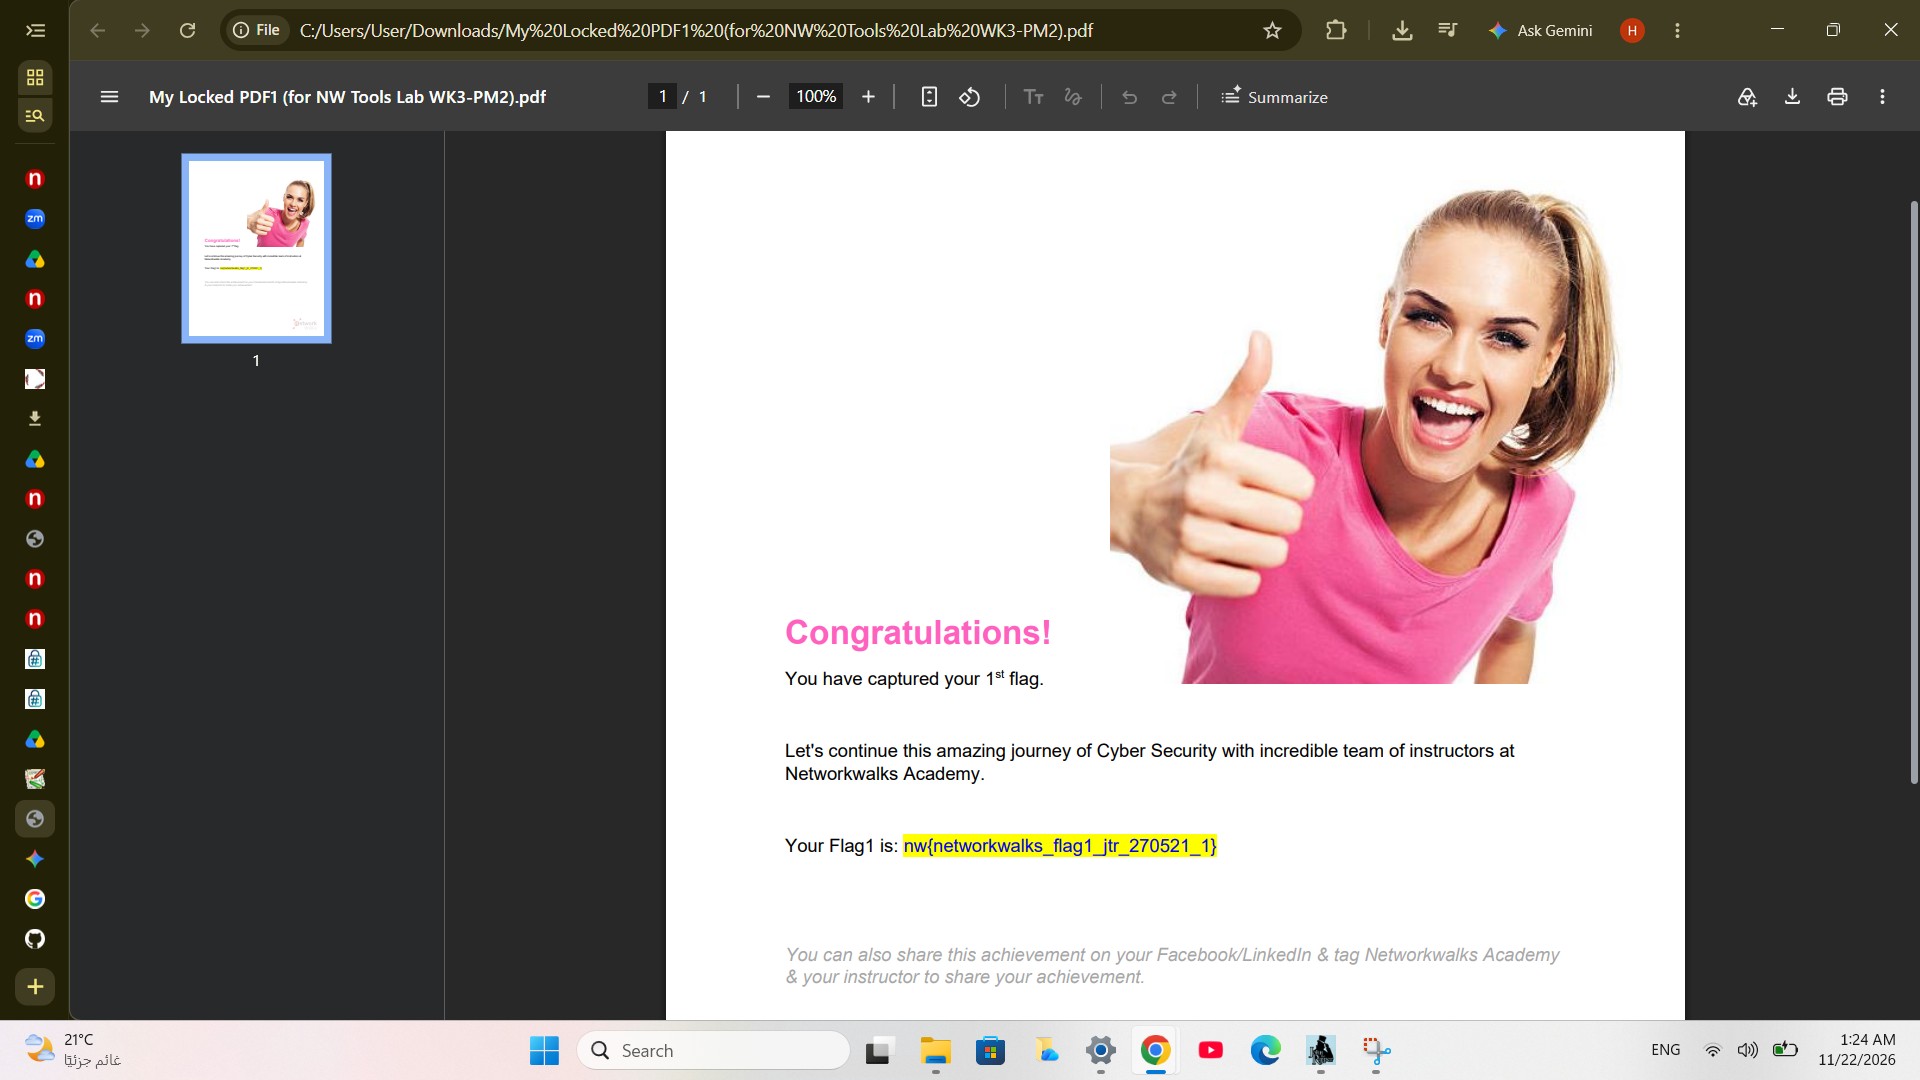 File
C:/Users/User/Downloads/My%20Locked%20PDF1%20(for%20NW%20Tools%20Lab%20WK3-PM2).pdf
Ask Gemini
H
My Locked PDF1 (for NW Tools Lab WK3-PM2).pdf
1 / 1
100%
Summarize
n
zm
n
zm
n
n
n
1
Congratulations!
You have captured your 1st flag.
Let's continue this amazing journey of Cyber Security with incredible team of instructors at
Networkwalks Academy.
Your Flag1 is: nw{networkwalks_flag1_jtr_270521_1}
You can also share this achievement on your Facebook/LinkedIn & tag Networkwalks Academy
& your instructor to share your achievement.
21°C
غائم جزئيًا
Search
ENG
1:24 AM
11/22/2026